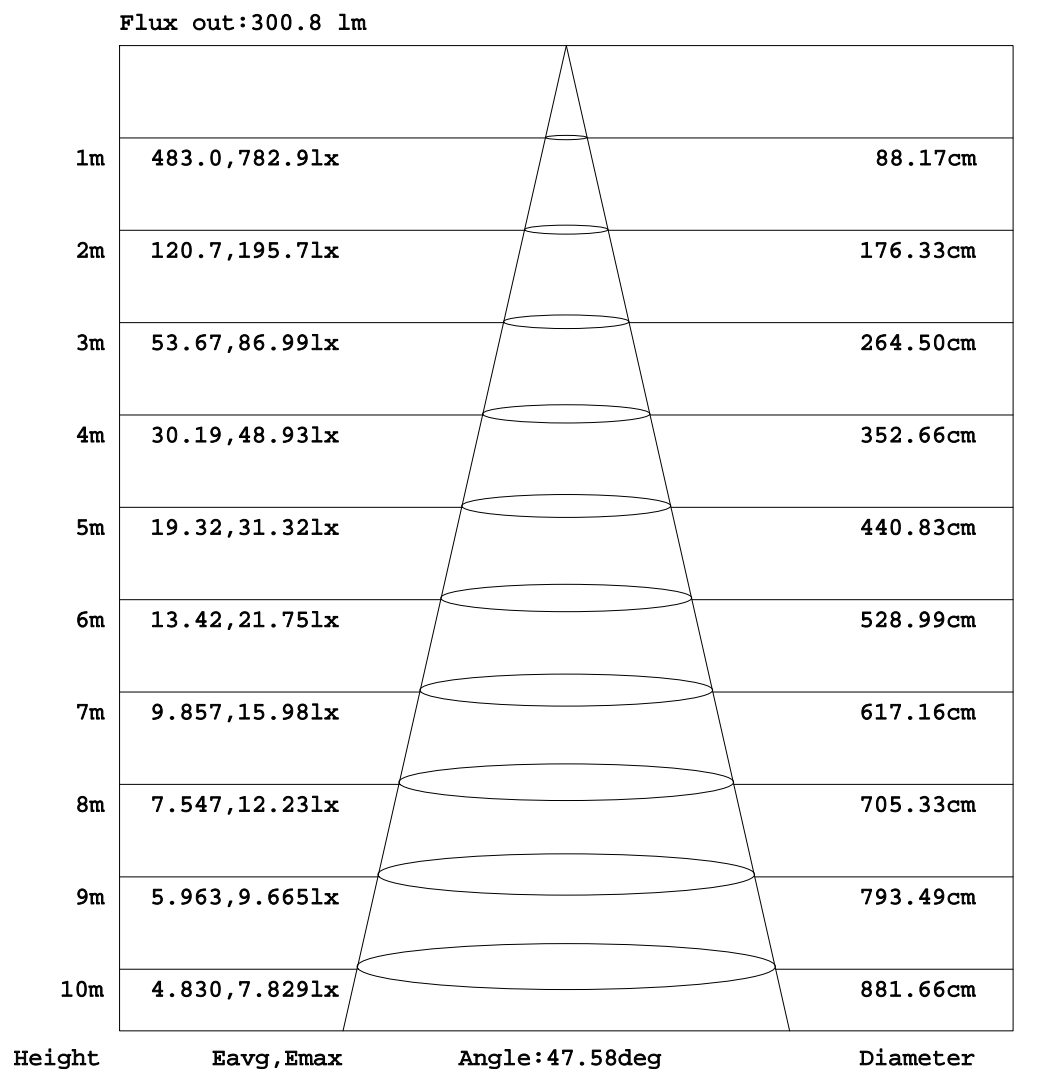 Flux out:300.8 lm
1m 483.0,782.9lx 88.17cm
2m 120.7,195.7lx 176.33cm
3m 53.67,86.99lx 264.50cm
4m 30.19,48.93lx 352.66cm
5m 19.32,31.32lx 440.83cm
6m 13.42,21.75lx 528.99cm
7m 9.857,15.98lx 617.16cm
8m 7.547,12.23lx 705.33cm
9m 5.963,9.665lx 793.49cm
10m 4.830,7.829lx 881.66cm
Height Eavg,Emax Angle:47.58deg Diameter